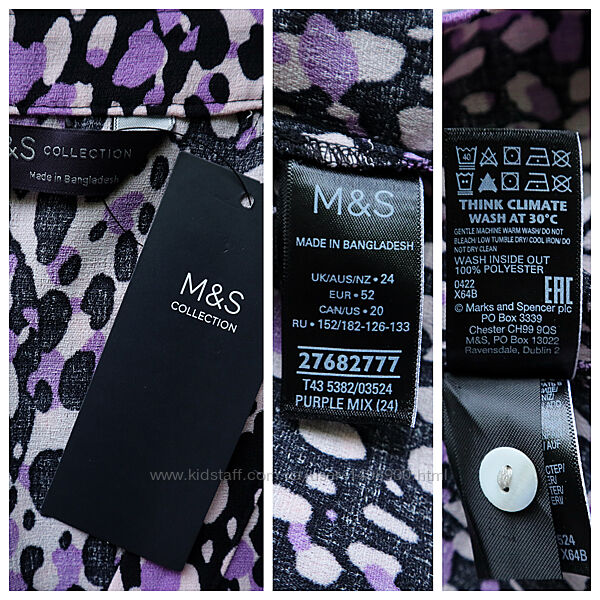 M&S COLLECTION
Made in Bangladesh
M&S
COLLECTION
M&S
MADE IN BANGLADESH
UK/AUS/NZ • 24
EUR • 52
CAN/US • 20
RU • 152/182-126-133
27682777
T43 5382/03524
PURPLE MIX (24)
40
THINK CLIMATE
WASH AT 30°C
GENTLE MACHINE WARM WASH/DO NOT
BLEACH/LOW TUMBLE DRY/COOL IRON/DO
NOT DRY CLEAN
WASH INSIDE OUT
100% POLYESTER
0422
X64B
EAC
© Marks and Spencer plc
PO Box 3339
Chester CH99 9QS
M&S, PO Box 13022
Ravensdale, Dublin 2
524
X64B